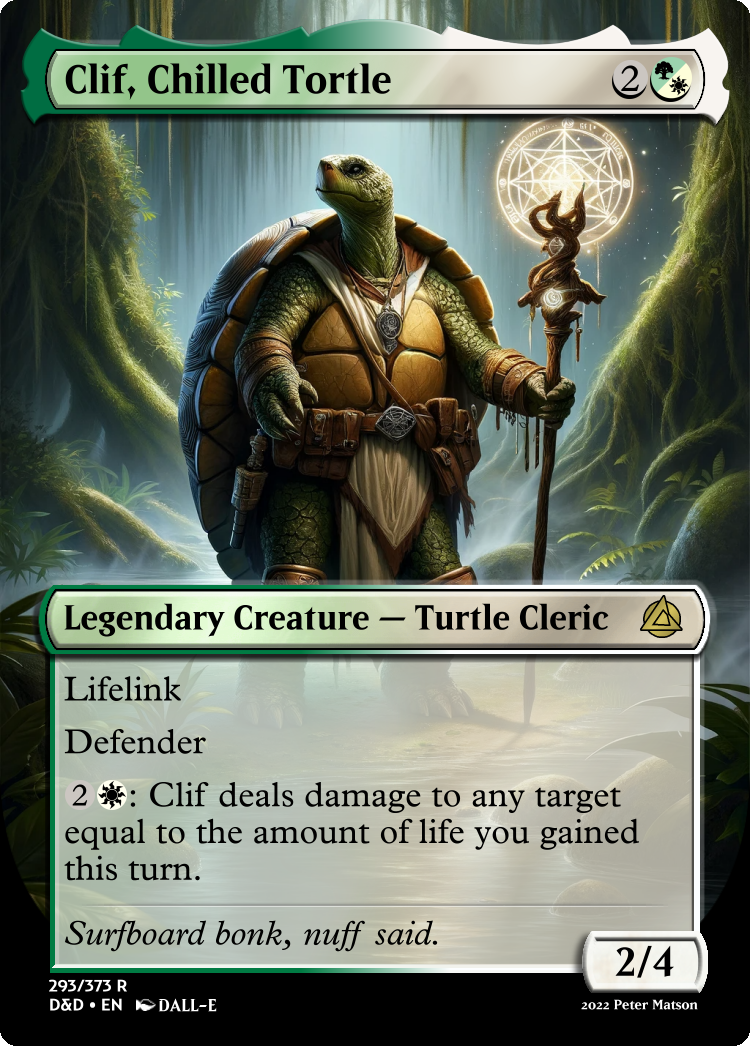 Clif, Chilled Tortle 2
Legendary Creature — Turtle Cleric
Lifelink
Defender
2 : Clif deals damage to any target
equal to the amount of life you gained
this turn.
Surfboard bonk, nuff said.
2/4
293/373 R
D&D • EN DALL-E
2022 Peter Matson